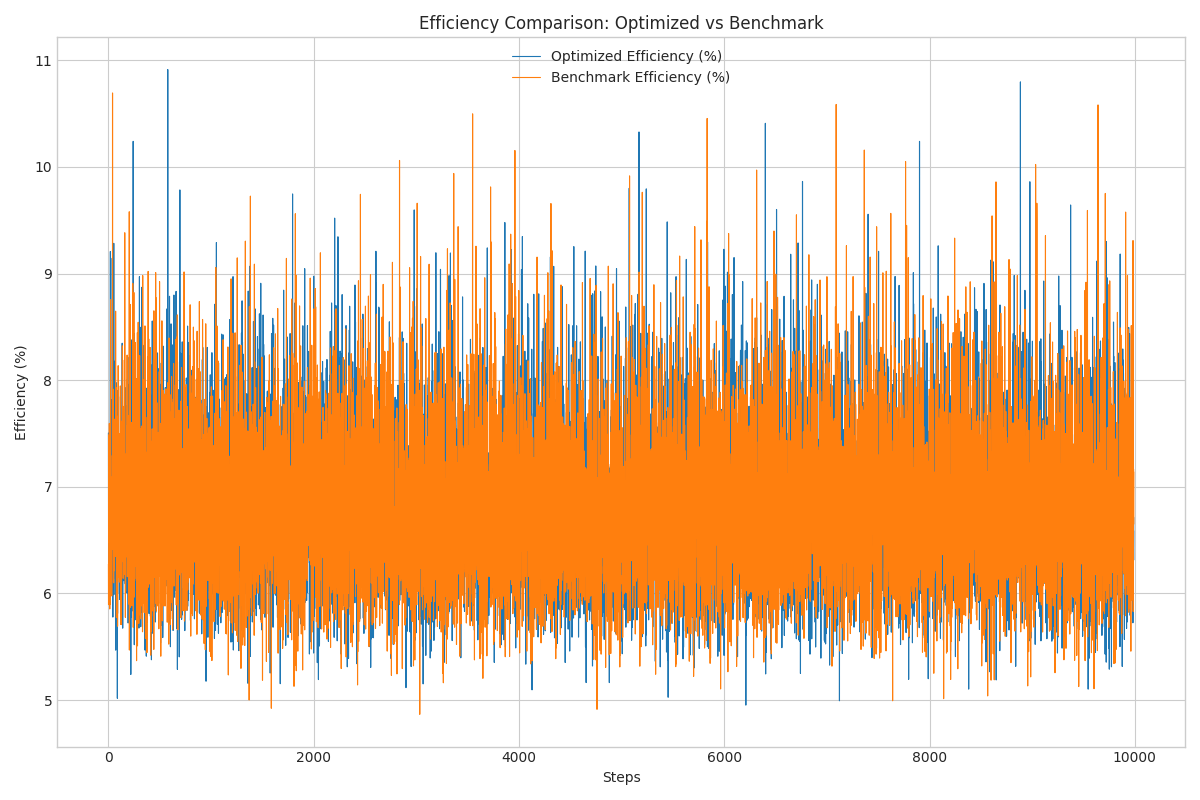 Efficiency Comparison: Optimized vs Benchmark
Optimized Efficiency (%)
Benchmark Efficiency (%)
Efficiency (%)
11
10
9
8
7
6
5
0 2000 4000 6000 8000 10000
Steps